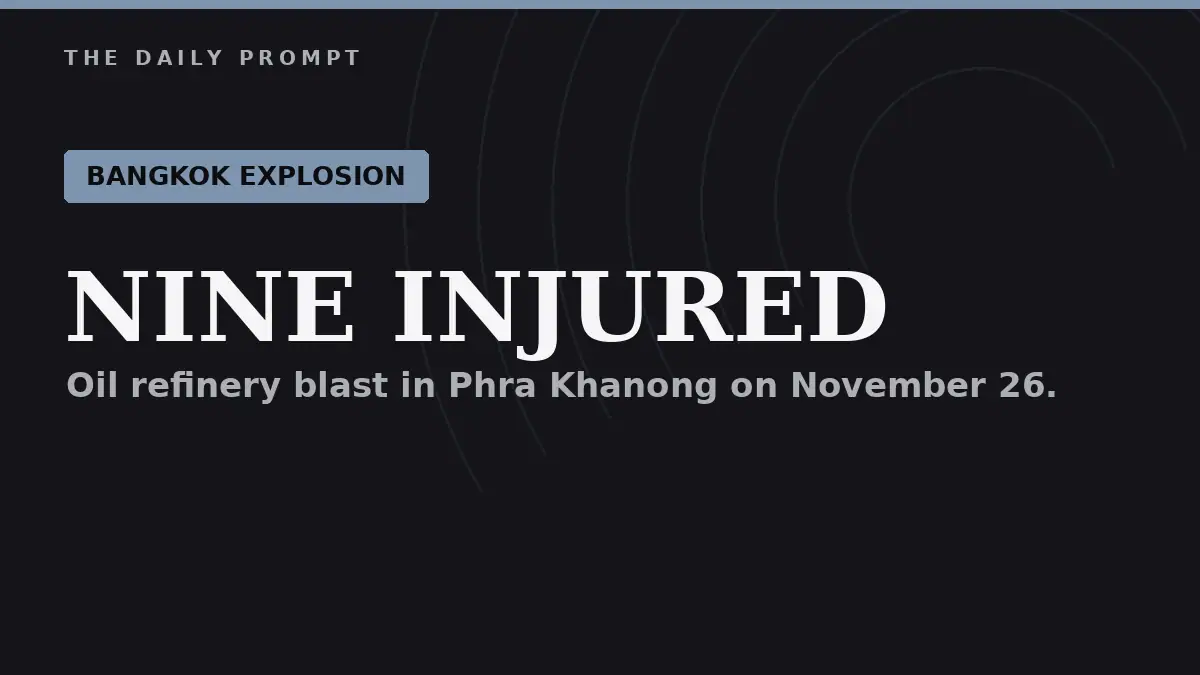 THE DAILY PROMPT
BANGKOK EXPLOSION
NINE INJURED
Oil refinery blast in Phra Khanong on November 26.